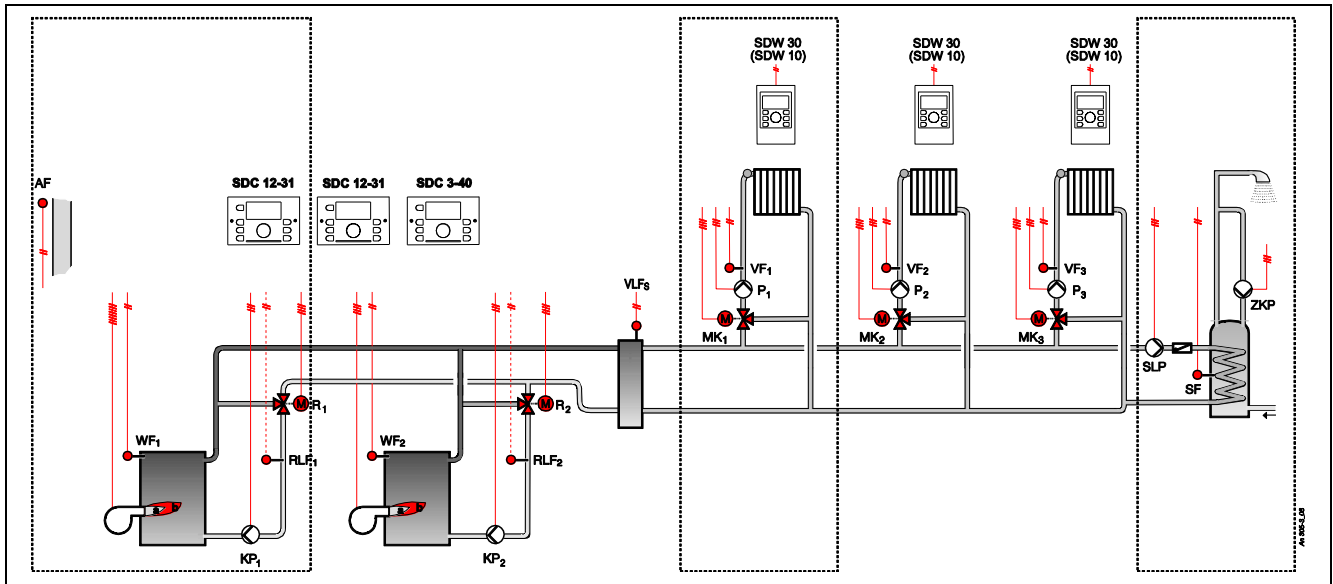 SDW 30
(SDW 10)
SDW 30
(SDW 10)
SDW 30
(SDW 10)
AF
SDC 12-31
SDC 12-31
SDC 3-40
VF1
VF2
VF3
VLFS
P1
P2
P3
ZKP
M
M
M
MK1
MK2
MK3
SLP
SF
M
R1
M
R2
WF1
RLF1
WF2
RLF2
KP1
KP2